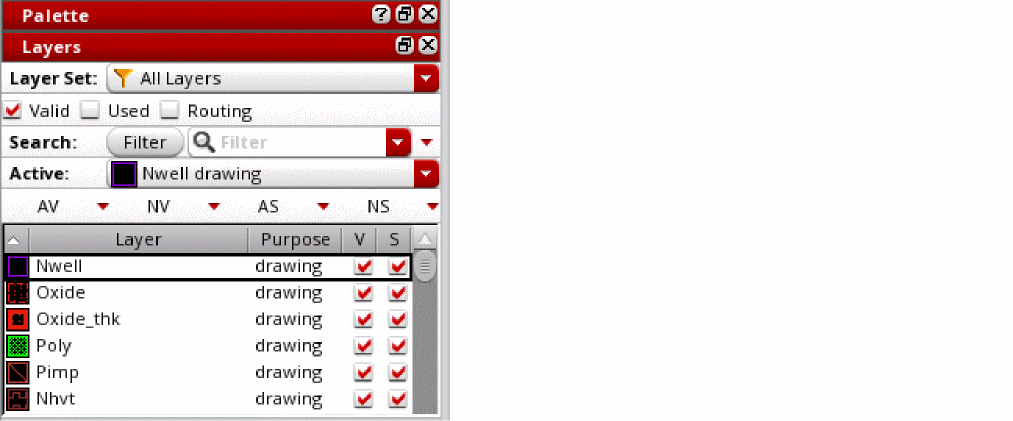 Palette
Layers
Layer Set: All Layers
Valid Used Routing
Search: Filter Filter
Active: Nwell drawing
AV NV AS NS
Layer Purpose V S
Nwell drawing
Oxide drawing
Oxide_thk drawing
Poly drawing
Pimp drawing
Nhvt drawing